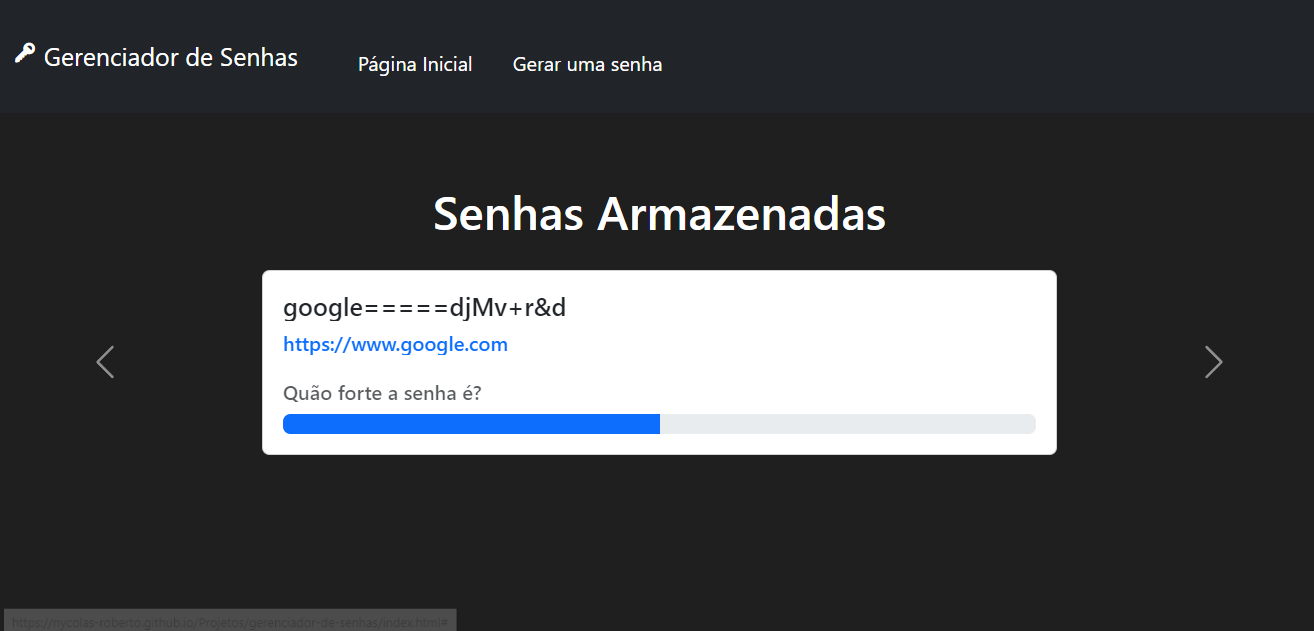 Gerenciador de Senhas
Página Inicial
Gerar uma senha
Senhas Armazenadas
google=====djMv+r&d
https://www.google.com
Quão forte a senha é?
https://nycolas-roberto.github.io/Projetos/gerenciador-de-senhas/index.html#